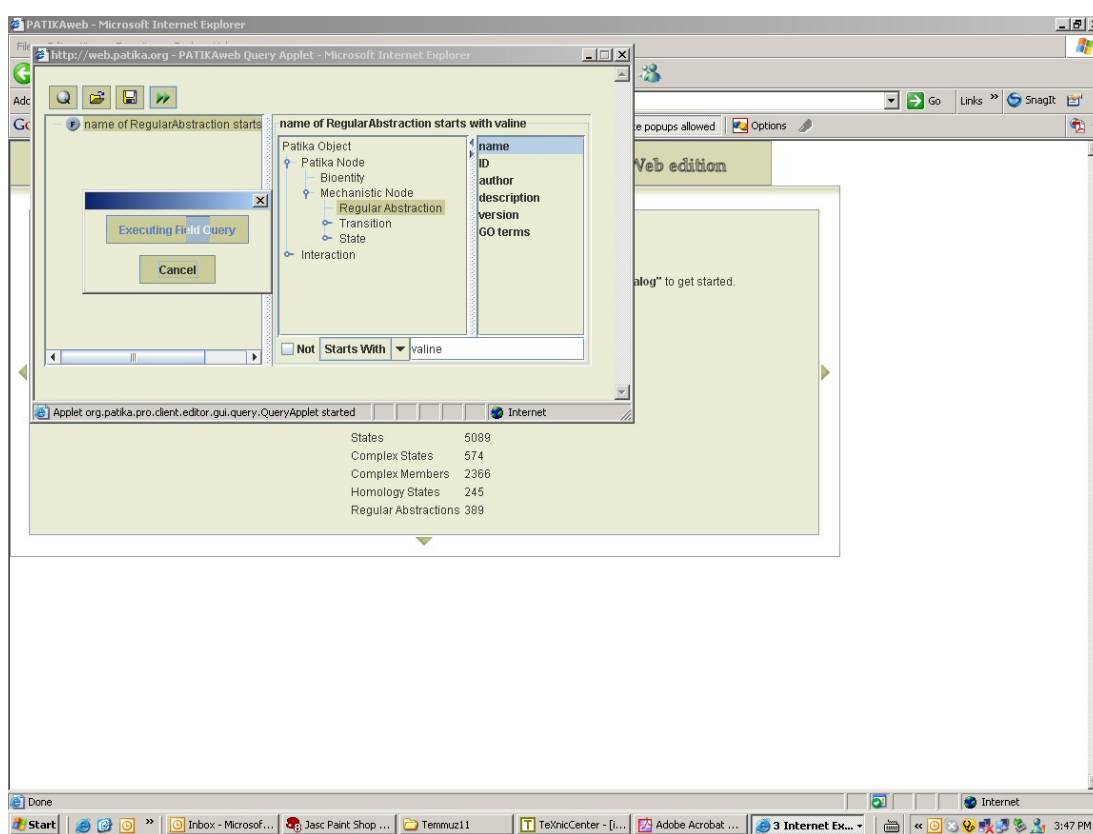 PATIKAweb - Microsoft Internet Explorer
http://web.patika.org - PATIKAweb Query Applet - Microsoft Internet Explorer
Go Links » SnagIt
popups allowed Options
Web edition
F name of RegularAbstraction starts
name of RegularAbstraction starts with valine
Patika Object
Patika Node
Bioentity
Mechanistic Node
Regular Abstraction
Transition
State
Interaction
name
ID
author
description
version
GO terms
Executing Field Query
Cancel
alog" to get started.
Not Starts With valine
Applet org.patika.pro.client.editor.gui.query.QueryApplet started Internet
States 5089
Complex States 574
Complex Members 2366
Homology States 245
Regular Abstractions 389
Done Internet
Start » Inbox - Microsof... Jasc Paint Shop ... Temmuz11 TeXnicCenter - [i... Adobe Acrobat ... 3 Internet Ex... « 3:47 PM